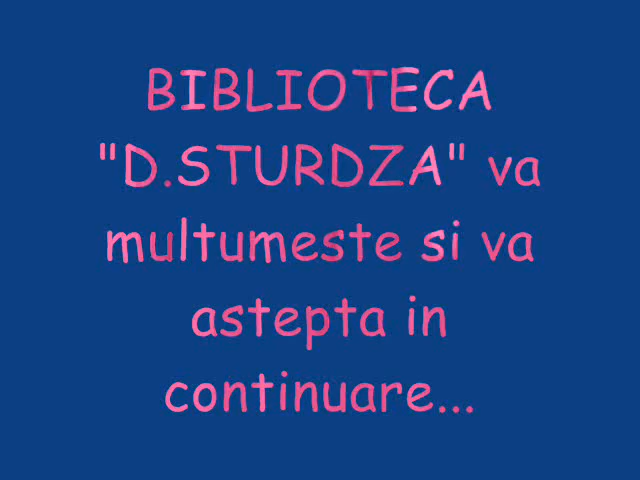 BIBLIOTECA
"D.STURDZA" va
multumeste si va
astepta in
continuare...